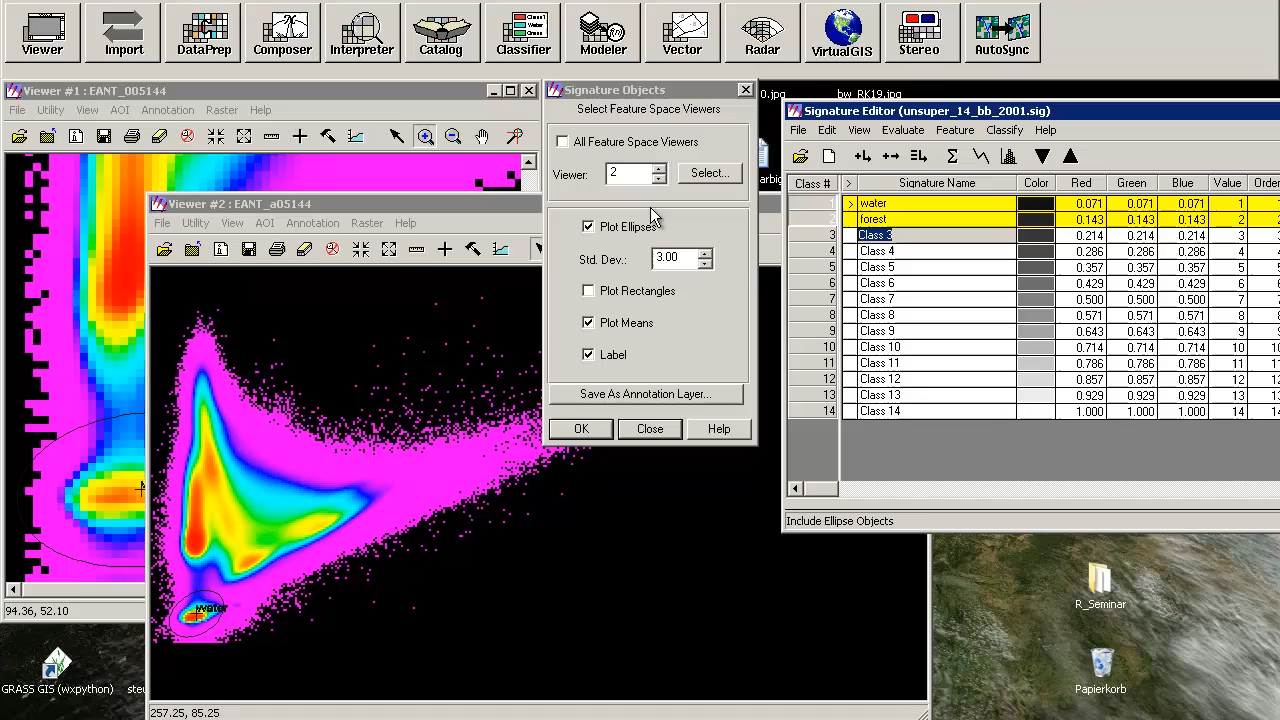 Viewer Import DataPrep Composer Interpreter Catalog Classifier Modeler Vector Radar VirtualGIS Stereo AutoSync
Class1
Water
Grass
Viewer #1 : EANT_005144
File Utility View AOI Annotation Raster Help
94.36, 52.10
Viewer #2 : EANT_a05144
File Utility View AOI Annotation Raster Help
water
257.25, 85.25
Signature Objects
Select Feature Space Viewers
All Feature Space Viewers
Viewer: 2 Select...
Plot Ellipses
Std. Dev.: 3.00
Plot Rectangles
Plot Means
Label
Save As Annotation Layer...
OK Close Help
0.jpg bw_RK19.jpg
arbig
Signature Editor (unsuper_14_bb_2001.sig)
File Edit View Evaluate Feature Classify Help
Class # > Signature Name Color Red Green Blue Value Order
1 > water 0.071 0.071 0.071 1 1
2 forest 0.143 0.143 0.143 2 2
3 Class 3 0.214 0.214 0.214 3 3
4 Class 4 0.286 0.286 0.286 4 4
5 Class 5 0.357 0.357 0.357 5 5
6 Class 6 0.429 0.429 0.429 6 6
7 Class 7 0.500 0.500 0.500 7 7
8 Class 8 0.571 0.571 0.571 8 8
9 Class 9 0.643 0.643 0.643 9 9
10 Class 10 0.714 0.714 0.714 10 10
11 Class 11 0.786 0.786 0.786 11 11
12 Class 12 0.857 0.857 0.857 12 12
13 Class 13 0.929 0.929 0.929 13 13
14 Class 14 1.000 1.000 1.000 14 14
Include Ellipse Objects
R_Seminar
Papierkorb
GRASS GIS (wxpython) steu